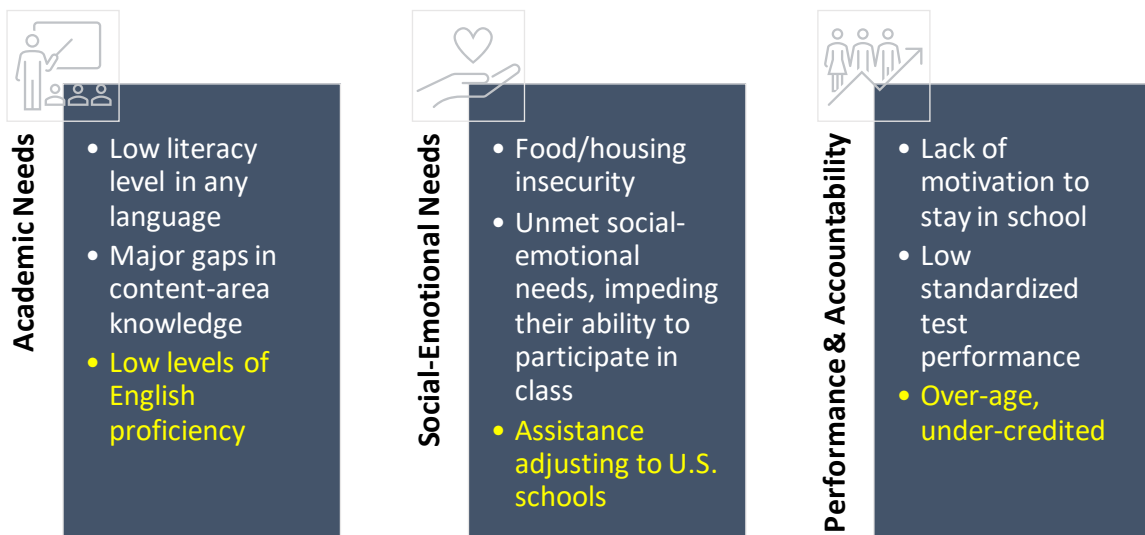 Academic Needs
• Low literacy
level in any
language
• Major gaps in
content-area
knowledge
• Low levels of
English
proficiency
Social-Emotional Needs
• Food/housing
insecurity
• Unmet social-
emotional
needs, impeding
their ability to
participate in
class
• Assistance
adjusting to U.S.
schools
Performance & Accountability
• Lack of
motivation to
stay in school
• Low
standardized
test
performance
• Over-age,
under-credited